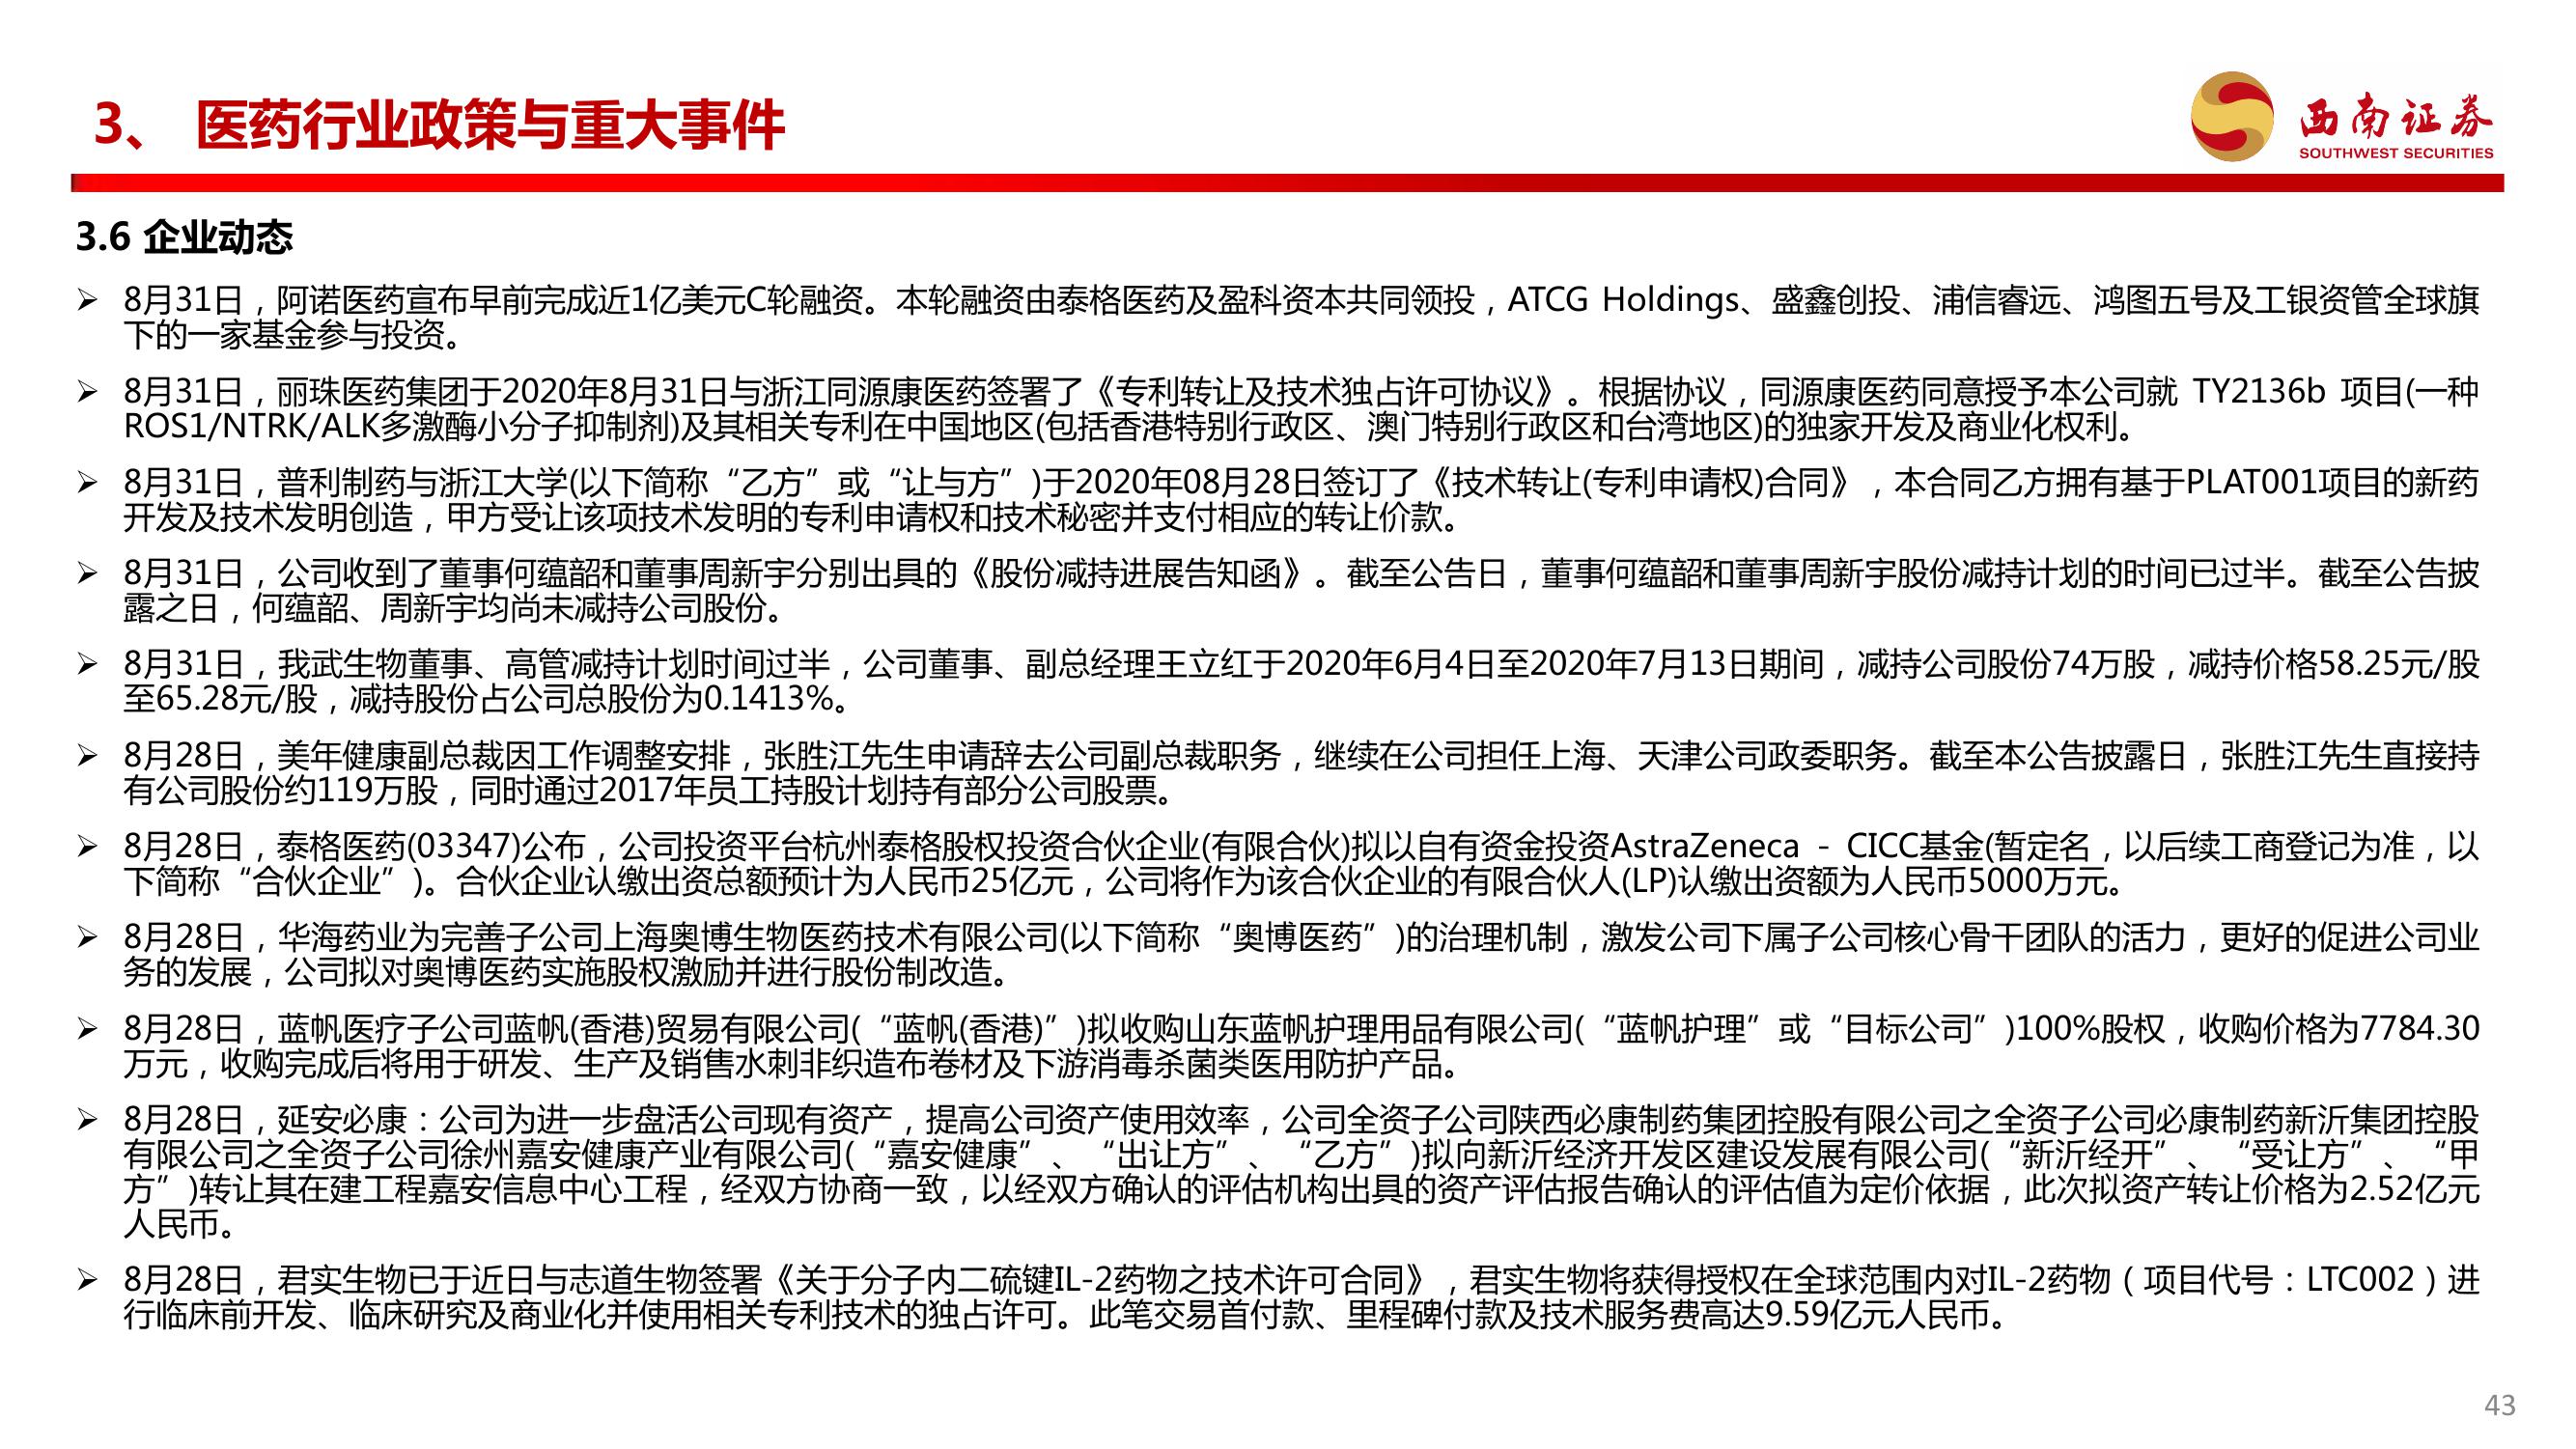 3、 医药行业政策与重大事件
西南证券
SOUTHWEST SECURITIES
3.6 企业动态
➢ 8月31日，阿诺医药宣布早前完成近1亿美元C轮融资。本轮融资由泰格医药及盈科资本共同领投，ATCG Holdings、盛鑫创投、浦信睿远、鸿图五号及工银资管全球旗
下的一家基金参与投资。
➢ 8月31日，丽珠医药集团于2020年8月31日与浙江同源康医药签署了《专利转让及技术独占许可协议》。根据协议，同源康医药同意授予本公司就 TY2136b 项目(一种
ROS1/NTRK/ALK多激酶小分子抑制剂)及其相关专利在中国地区(包括香港特别行政区、澳门特别行政区和台湾地区)的独家开发及商业化权利。
➢ 8月31日，普利制药与浙江大学(以下简称“乙方”或“让与方”)于2020年08月28日签订了《技术转让(专利申请权)合同》，本合同乙方拥有基于PLAT001项目的新药
开发及技术发明创造，甲方受让该项技术发明的专利申请权和技术秘密并支付相应的转让价款。
➢ 8月31日，公司收到了董事何蕴韶和董事周新宇分别出具的《股份减持进展告知函》。截至公告日，董事何蕴韶和董事周新宇股份减持计划的时间已过半。截至公告披
露之日，何蕴韶、周新宇均尚未减持公司股份。
➢ 8月31日，我武生物董事、高管减持计划时间过半，公司董事、副总经理王立红于2020年6月4日至2020年7月13日期间，减持公司股份74万股，减持价格58.25元/股
至65.28元/股，减持股份占公司总股份为0.1413%。
➢ 8月28日，美年健康副总裁因工作调整安排，张胜江先生申请辞去公司副总裁职务，继续在公司担任上海、天津公司政委职务。截至本公告披露日，张胜江先生直接持
有公司股份约119万股，同时通过2017年员工持股计划持有部分公司股票。
➢ 8月28日，泰格医药(03347)公布，公司投资平台杭州泰格股权投资合伙企业(有限合伙)拟以自有资金投资AstraZeneca - CICC基金(暂定名，以后续工商登记为准，以
下简称“合伙企业”)。合伙企业认缴出资总额预计为人民币25亿元，公司将作为该合伙企业的有限合伙人(LP)认缴出资额为人民币5000万元。
➢ 8月28日，华海药业为完善子公司上海奥博生物医药技术有限公司(以下简称“奥博医药”)的治理机制，激发公司下属子公司核心骨干团队的活力，更好的促进公司业
务的发展，公司拟对奥博医药实施股权激励并进行股份制改造。
➢ 8月28日，蓝帆医疗子公司蓝帆(香港)贸易有限公司(“蓝帆(香港)”)拟收购山东蓝帆护理用品有限公司(“蓝帆护理”或“目标公司”)100%股权，收购价格为7784.30
万元，收购完成后将用于研发、生产及销售水刺非织造布卷材及下游消毒杀菌类医用防护产品。
➢ 8月28日，延安必康：公司为进一步盘活公司现有资产，提高公司资产使用效率，公司全资子公司陕西必康制药集团控股有限公司之全资子公司必康制药新沂集团控股
有限公司之全资子公司徐州嘉安健康产业有限公司(“嘉安健康”、“出让方”、“乙方”)拟向新沂经济开发区建设发展有限公司(“新沂经开”、“受让方”、“甲
方”)转让其在建工程嘉安信息中心工程，经双方协商一致，以经双方确认的评估机构出具的资产评估报告确认的评估值为定价依据，此次拟资产转让价格为2.52亿元
人民币。
➢ 8月28日，君实生物已于近日与志道生物签署《关于分子内二硫键IL-2药物之技术许可合同》，君实生物将获得授权在全球范围内对IL-2药物（项目代号：LTC002）进
行临床前开发、临床研究及商业化并使用相关专利技术的独占许可。此笔交易首付款、里程碑付款及技术服务费高达9.59亿元人民币。
43